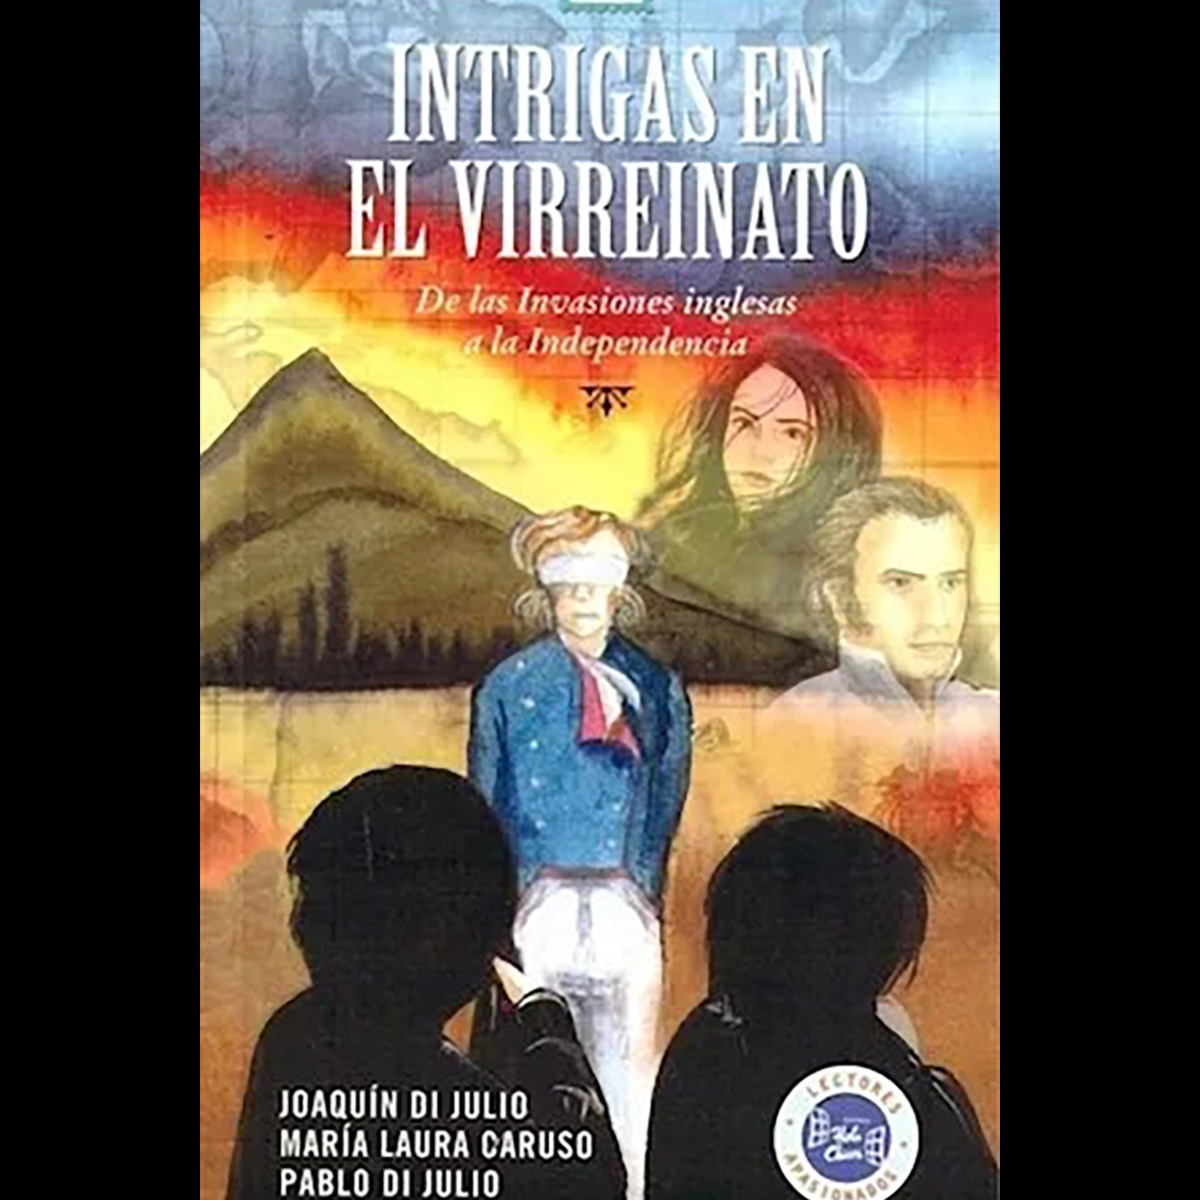 INTRIGAS EN
EL VIRREINATO
De las Invasiones inglesas
a la Independencia
JOAQUÍN DI JULIO
MARÍA LAURA CARUSO
PABLO DI JULIO
LECTORES
APASIONADOS